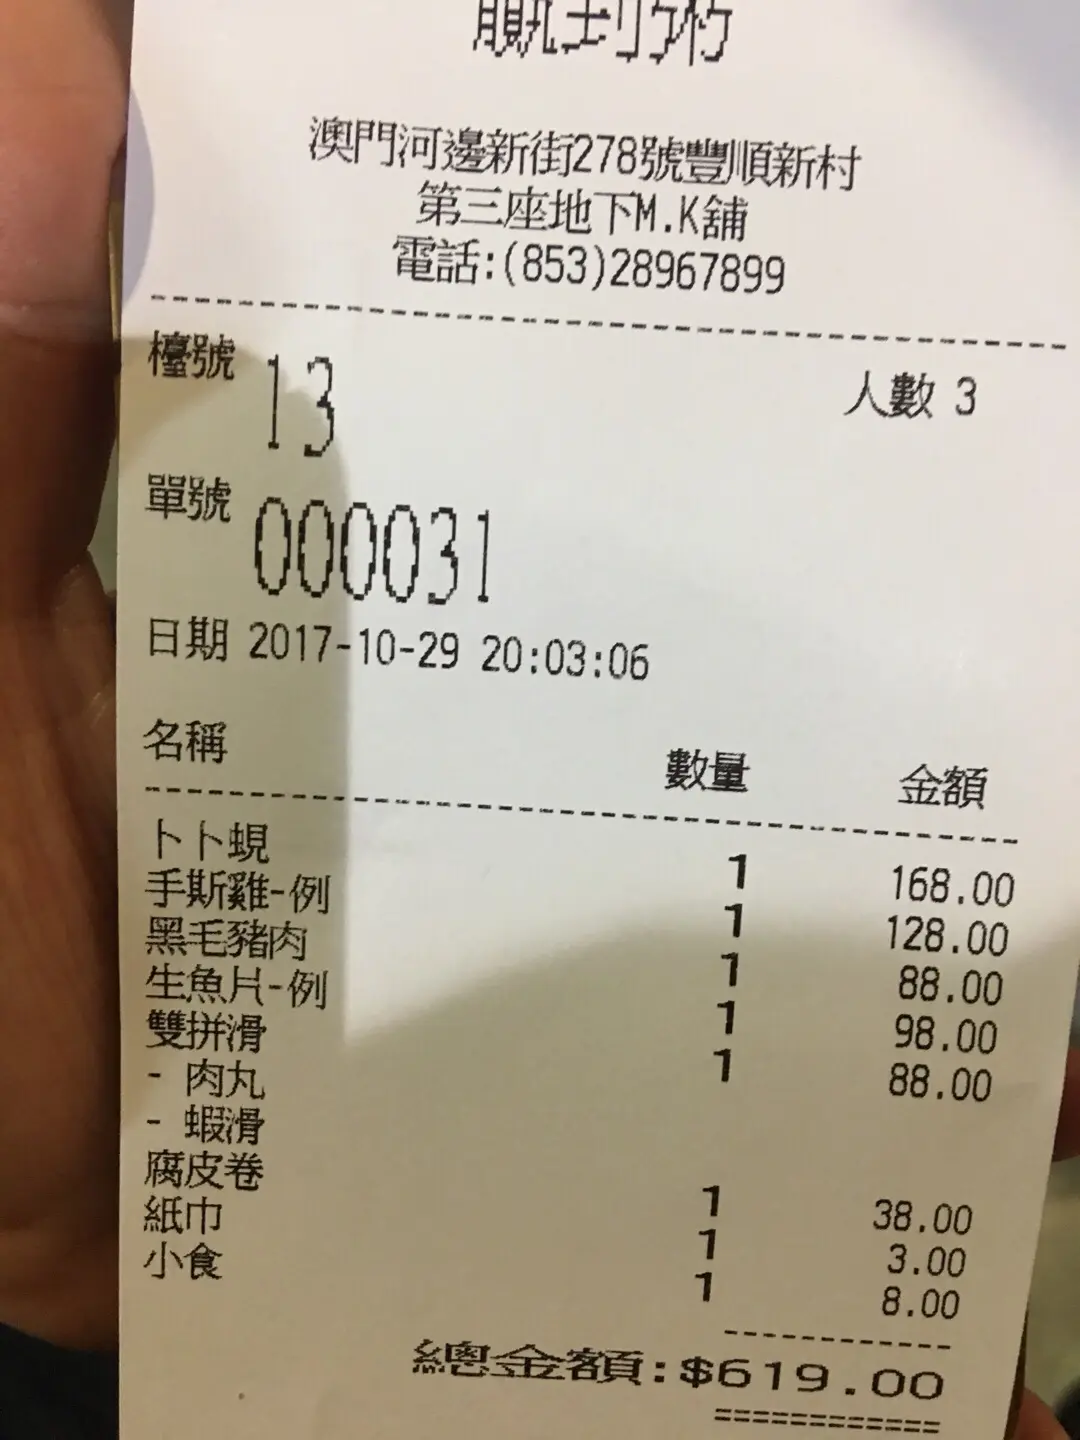 澳門河邊新街278號豐順新村
第三座地下M.K舖
電話:(853)28967899
檯號 13 人數 3
單號 000031
日期 2017-10-29 20:03:06
名稱 數量 金額
卜卜蜆 1 168.00
手斯雞-例 1 128.00
黑毛豬肉 1 88.00
生魚片-例 1 98.00
雙拼滑 1 88.00
- 肉丸
- 蝦滑
腐皮卷 1 38.00
紙巾 1 3.00
小食 1 8.00
總金額:$619.00